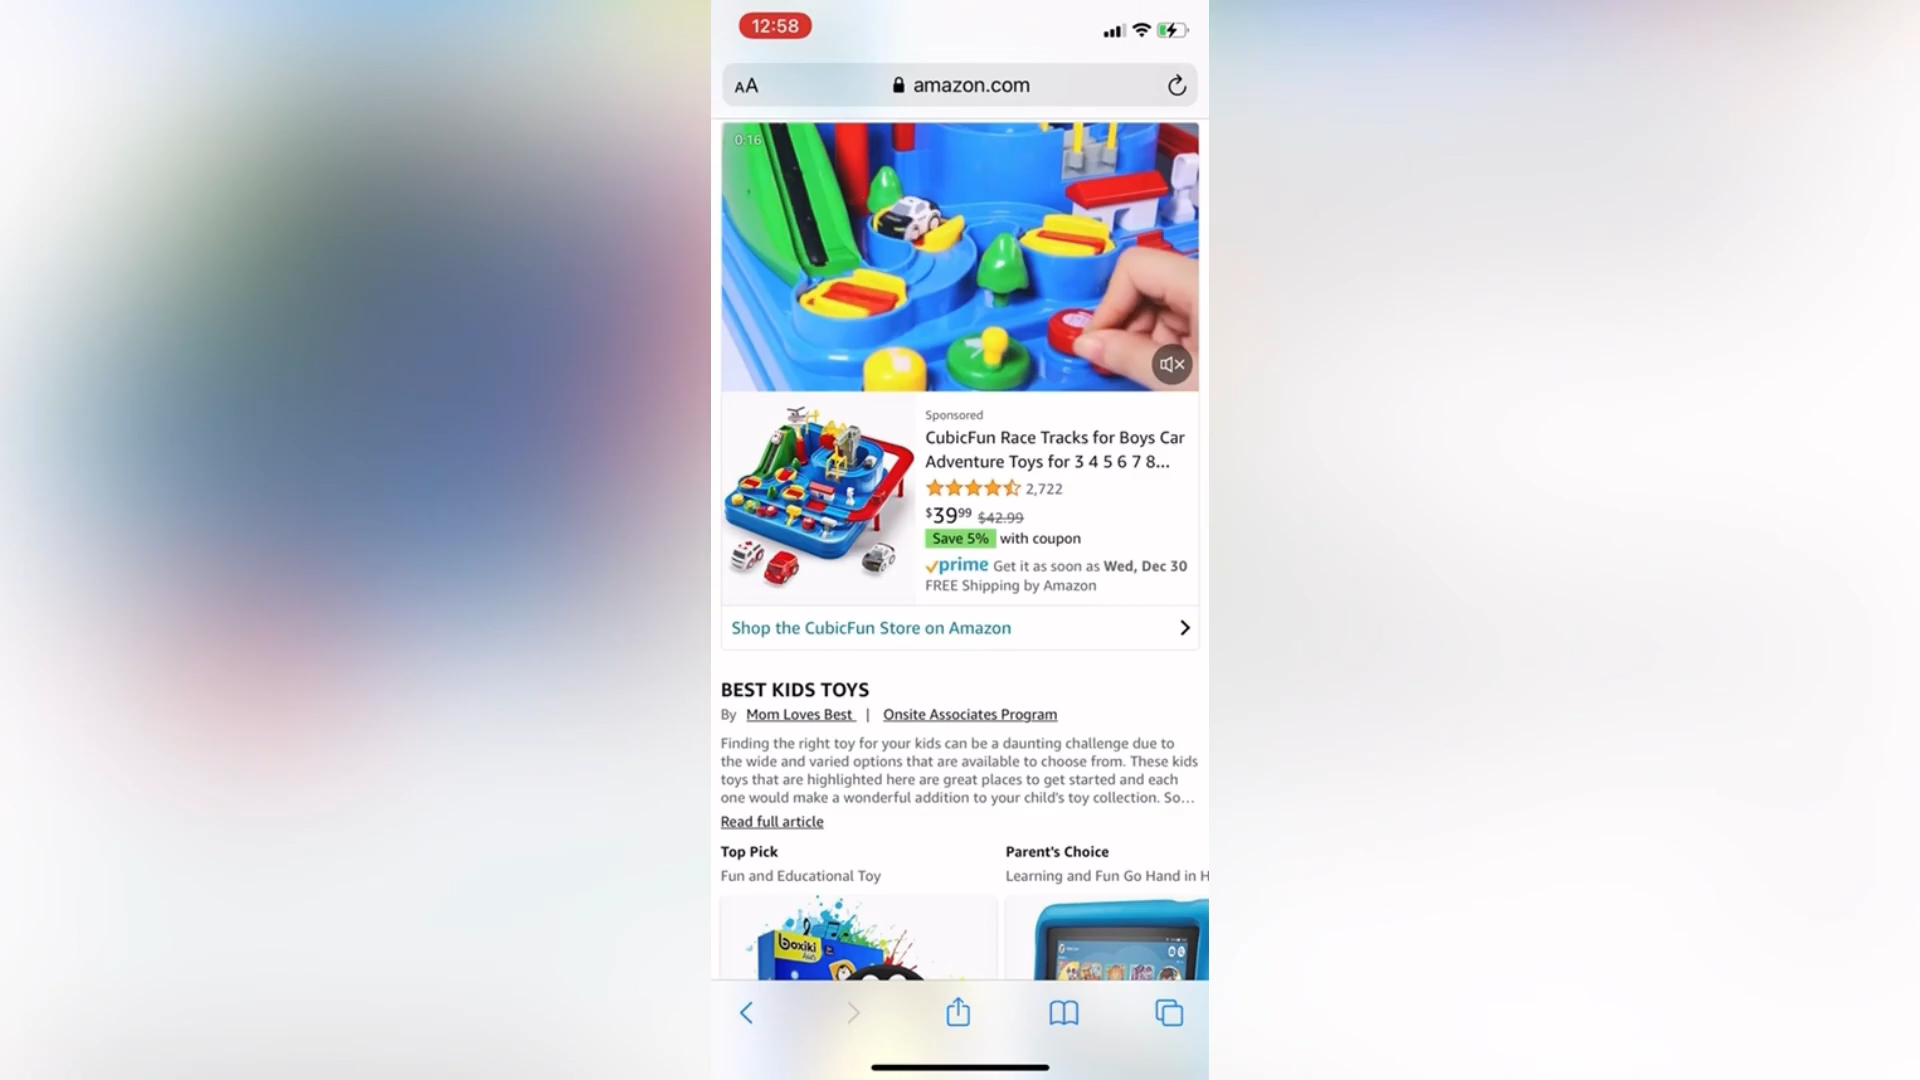 12:58
AA
amazon.com
0:16
Sponsored
CubicFun Race Tracks for Boys Car
Adventure Toys for 3 4 5 6 7 8...
2,722
$39.99 $42.99
Save 5% with coupon
prime Get it as soon as Wed, Dec 30
FREE Shipping by Amazon
Shop the CubicFun Store on Amazon
BEST KIDS TOYS
By Mom Loves Best | Onsite Associates Program
Finding the right toy for your kids can be a daunting challenge due to
the wide and varied options that are available to choose from. These kids
toys that are highlighted here are great places to get started and each
one would make a wonderful addition to your child's toy collection. So...
Read full article
Top Pick
Parent's Choice
Fun and Educational Toy
Learning and Fun Go Hand in H
boxiki
kids